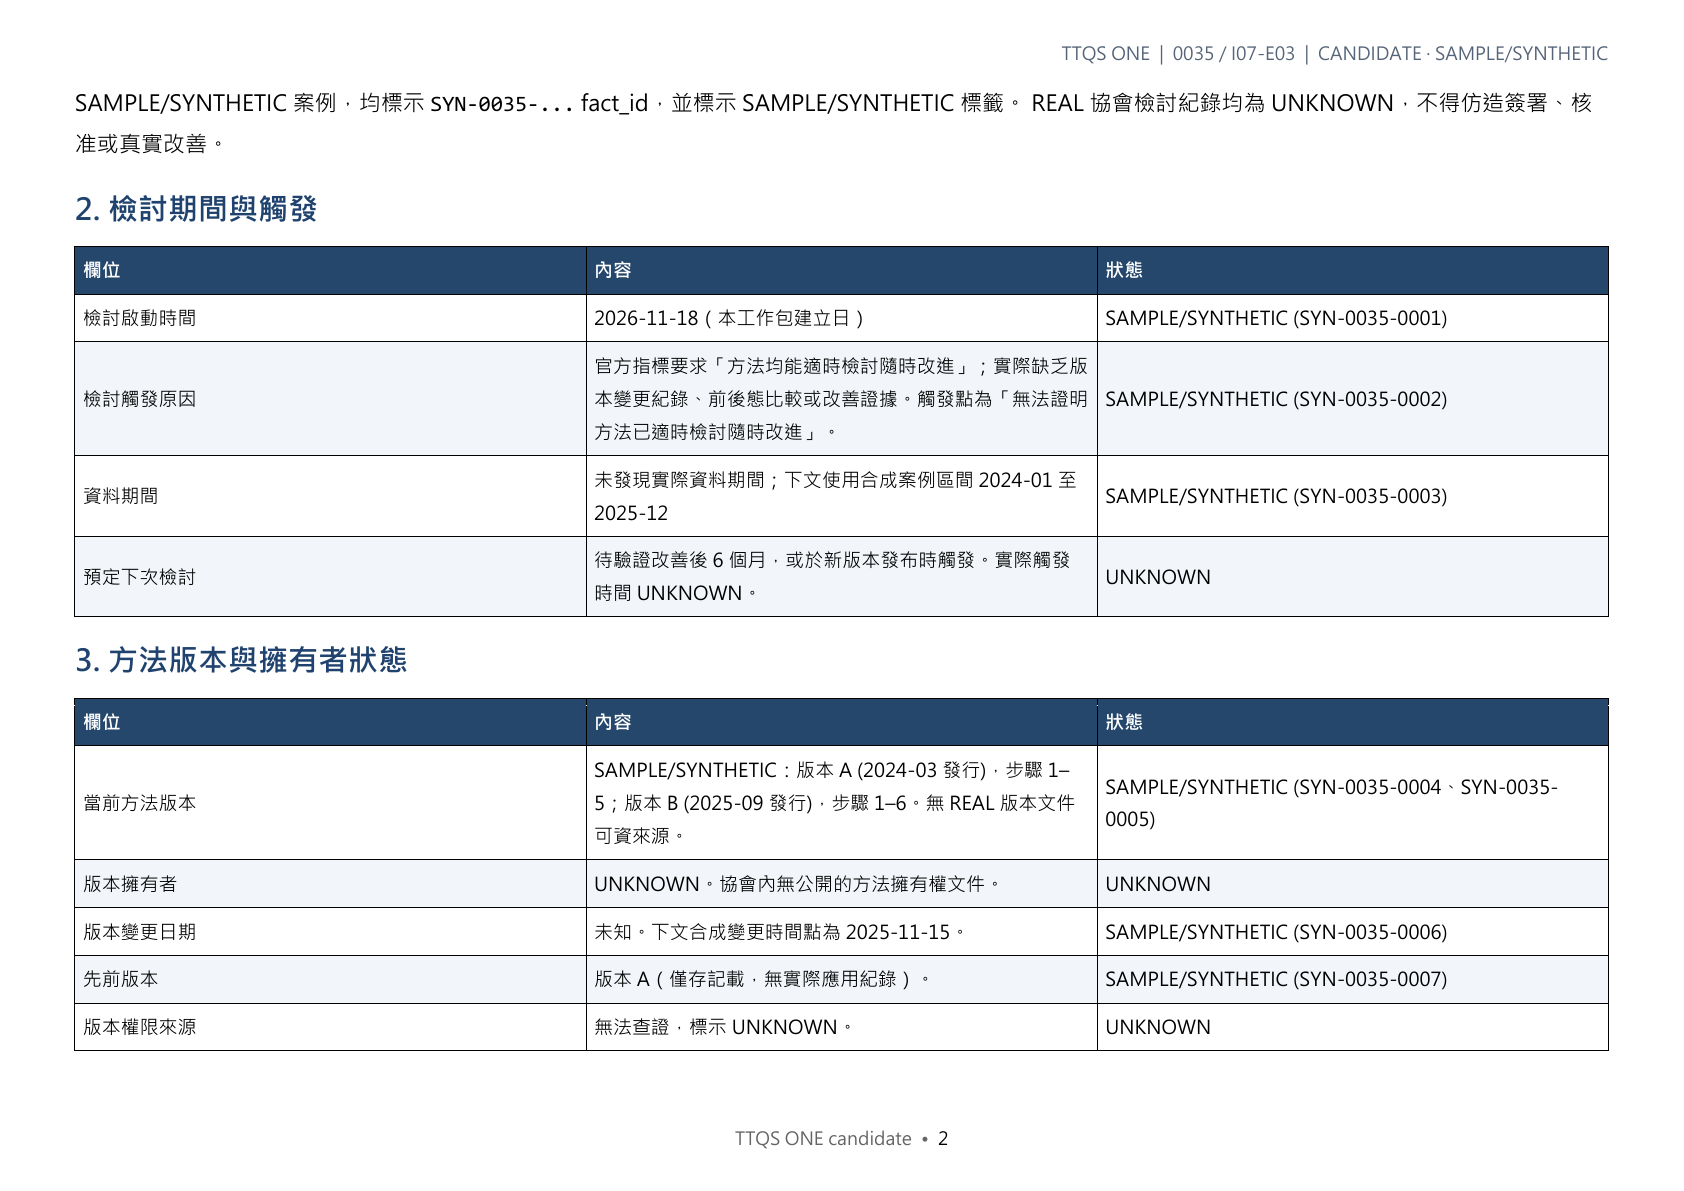 TTQS ONE | 0035 / I07-E03 | CANDIDATE · SAMPLE/SYNTHETIC
SAMPLE/SYNTHETIC 案例，均標示 SYN-0035-... fact_id，並標示 SAMPLE/SYNTHETIC 標籤。 REAL 協會檢討紀錄均為 UNKNOWN，不得仿造簽署、核
准或真實改善。
2. 檢討期間與觸發
欄位 內容 狀態
檢討啟動時間 2026-11-18（本工作包建立日） SAMPLE/SYNTHETIC (SYN-0035-0001)
官方指標要求「方法均能適時檢討隨時改進」；實際缺乏版
檢討觸發原因 本變更紀錄、前後態比較或改善證據。觸發點為「無法證明 SAMPLE/SYNTHETIC (SYN-0035-0002)
方法已適時檢討隨時改進」。
未發現實際資料期間；下文使用合成案例區間 2024-01 至
資料期間 SAMPLE/SYNTHETIC (SYN-0035-0003)
2025-12
待驗證改善後 6 個月，或於新版本發布時觸發。實際觸發
預定下次檢討 UNKNOWN
時間 UNKNOWN。
3. 方法版本與擁有者狀態
欄位 內容 狀態
SAMPLE/SYNTHETIC：版本 A (2024-03 發行)，步驟 1–
當前方法版本 5；版本 B (2025-09 發行)，步驟 1–6。無 REAL 版本文件 SAMPLE/SYNTHETIC (SYN-0035-0004、SYN-0035-
可資來源。 0005)
版本擁有者 UNKNOWN。協會內無公開的方法擁有權文件。 UNKNOWN
版本變更日期 未知。下文合成變更時間點為 2025-11-15。 SAMPLE/SYNTHETIC (SYN-0035-0006)
先前版本 版本 A（僅存記載，無實際應用紀錄）。 SAMPLE/SYNTHETIC (SYN-0035-0007)
版本權限來源 無法查證，標示 UNKNOWN。 UNKNOWN
TTQS ONE candidate • 2